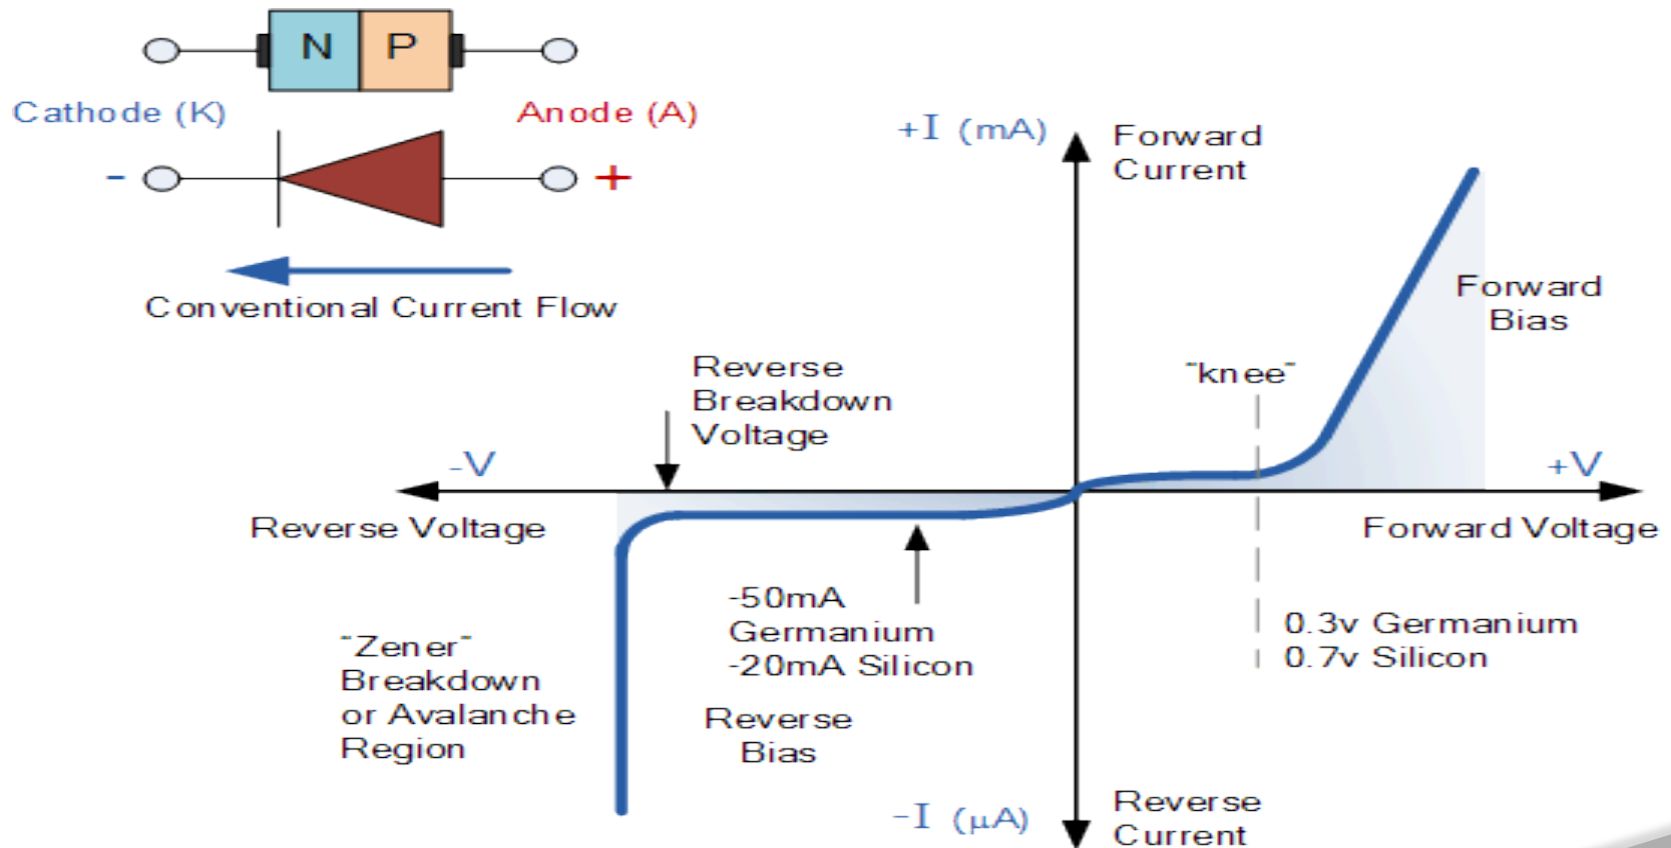 N P
Cathode (K)
Anode (A)
-
+
Conventional Current Flow
+I (mA)
Forward
Current
Forward
Bias
"knee"
Reverse
Breakdown
Voltage
-V
+V
Reverse Voltage
Forward Voltage
-50mA
Germanium
-20mA Silicon
0.3v Germanium
0.7v Silicon
"Zener"
Breakdown
or Avalanche
Region
Reverse
Bias
-I (μA)
Reverse
Current